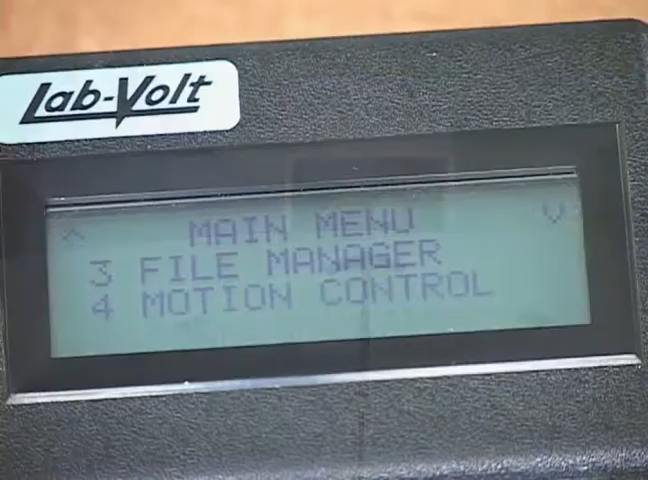 Lab-Volt
^ MAIN MENU v
3 FILE MANAGER
4 MOTION CONTROL